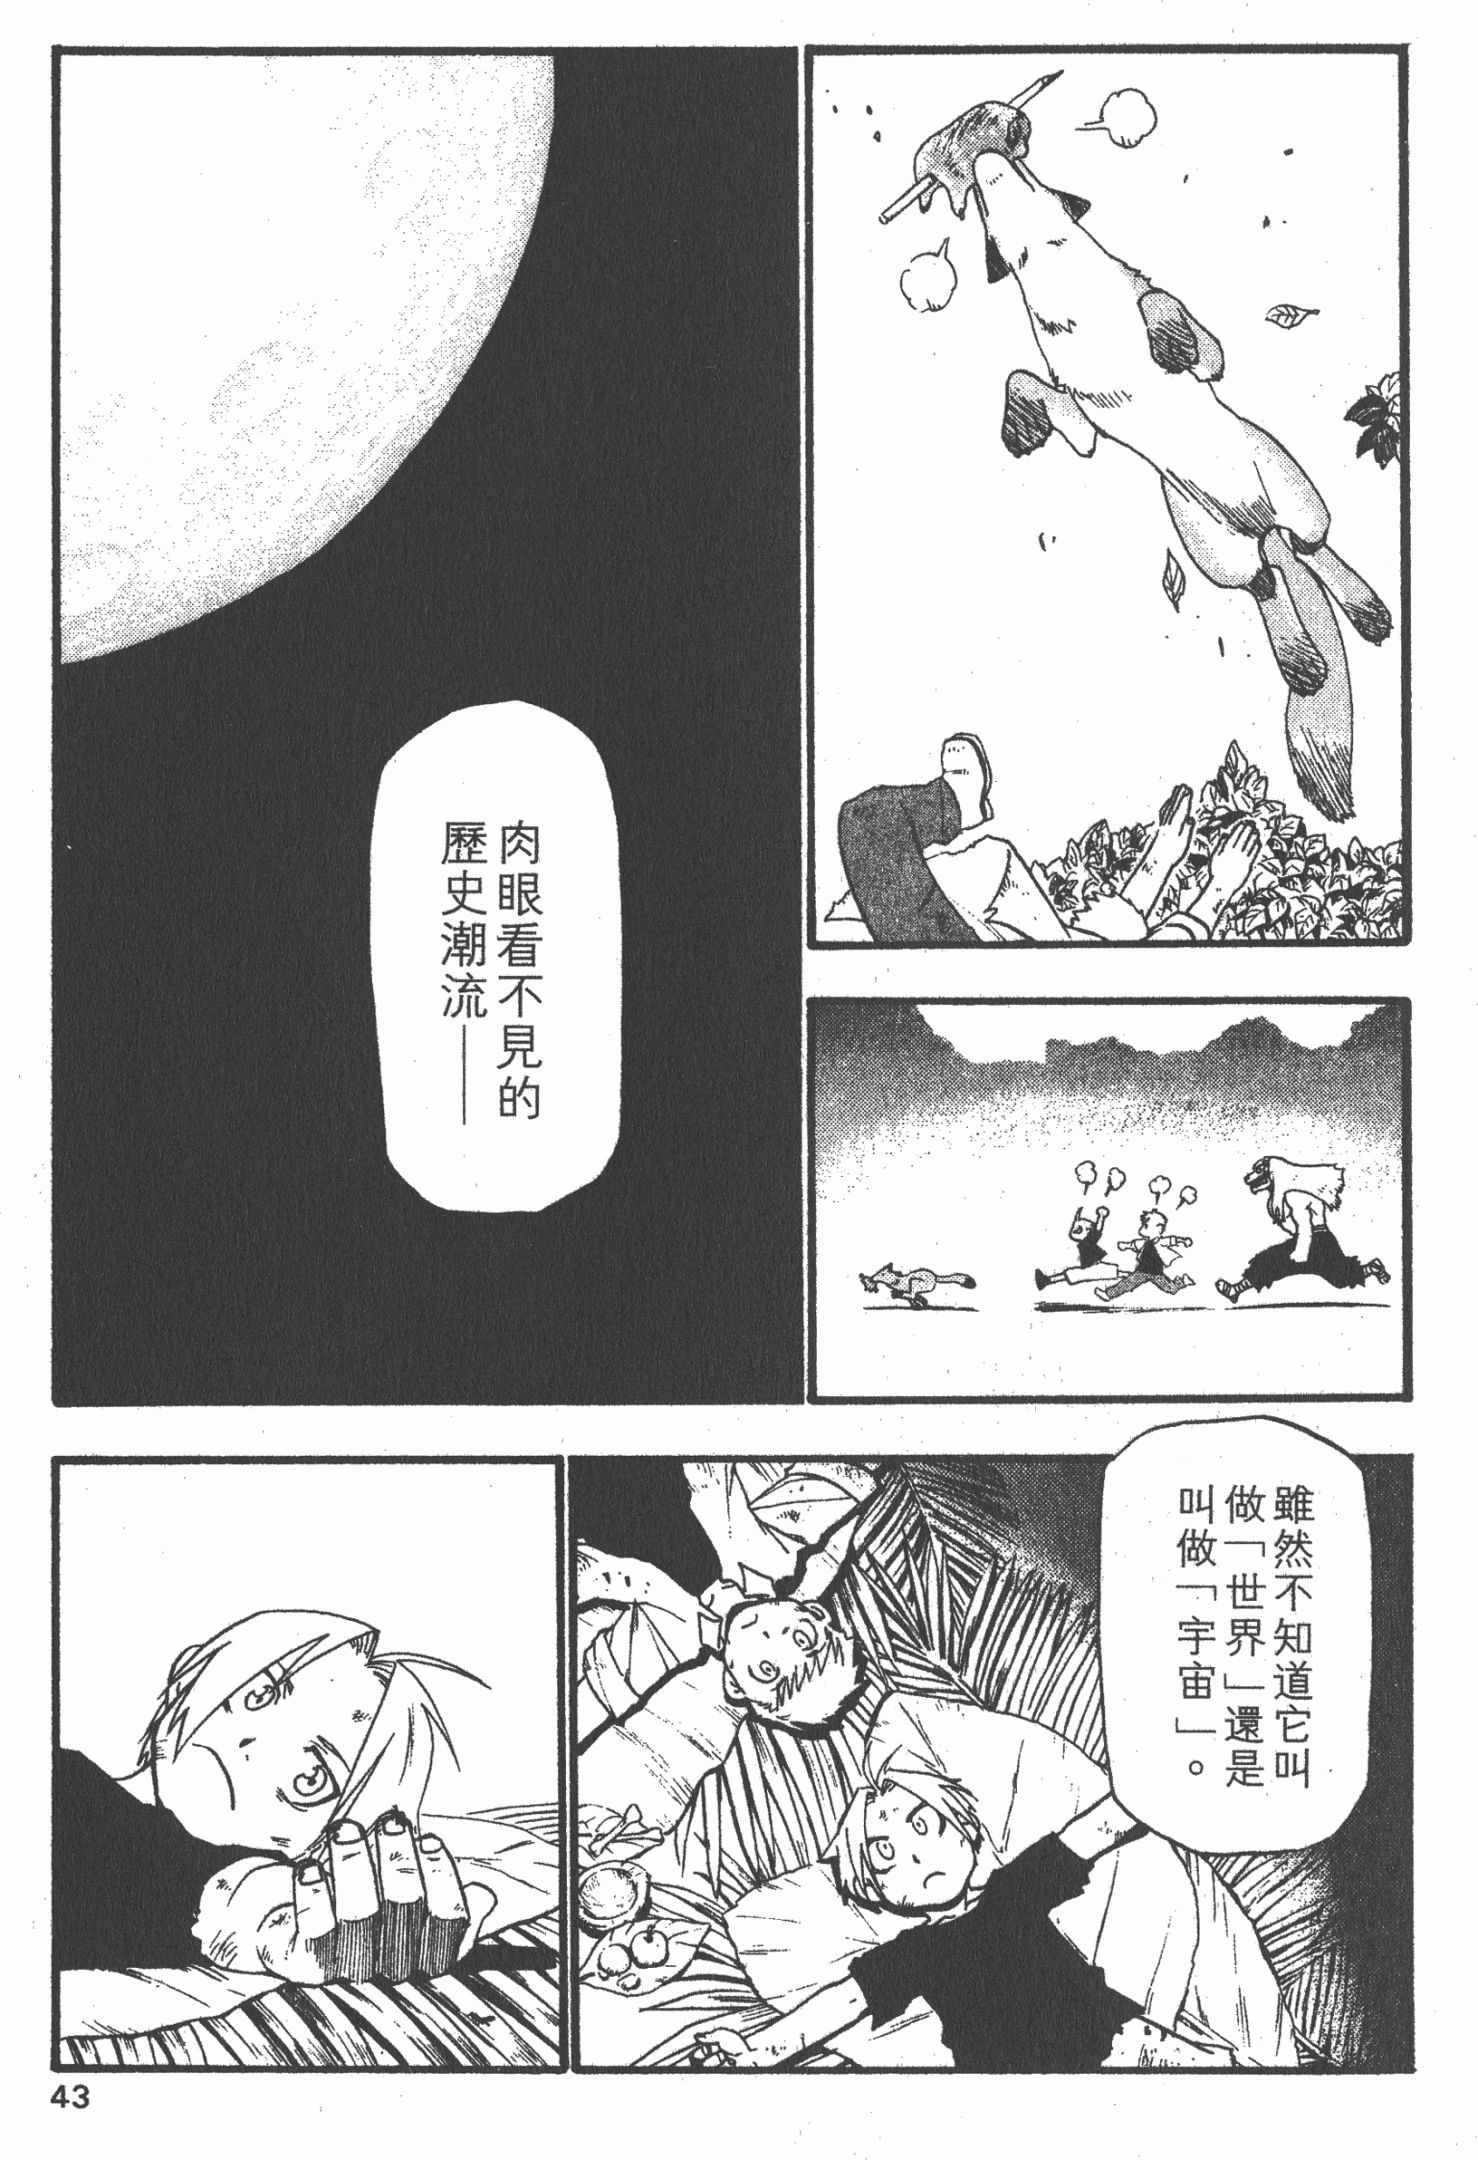 肉眼看不見的
歷史潮流——
雖然不知道它叫
做「世界」還是
叫做「宇宙」。
43